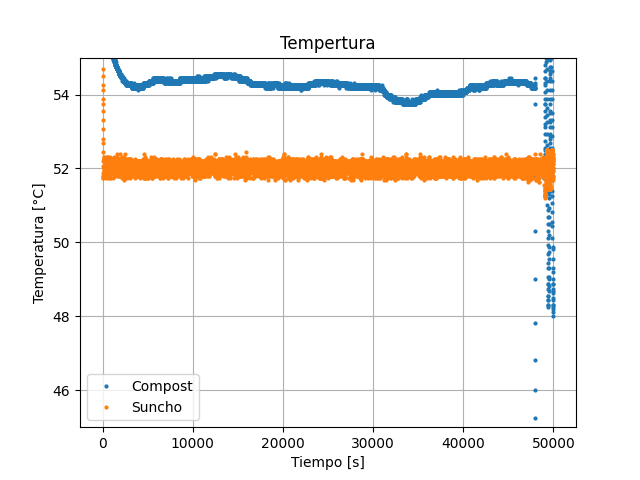 Tempertura
Temperatura [°C]
54
52
50
48
46
Compost
Suncho
0 10000 20000 30000 40000 50000
Tiempo [s]